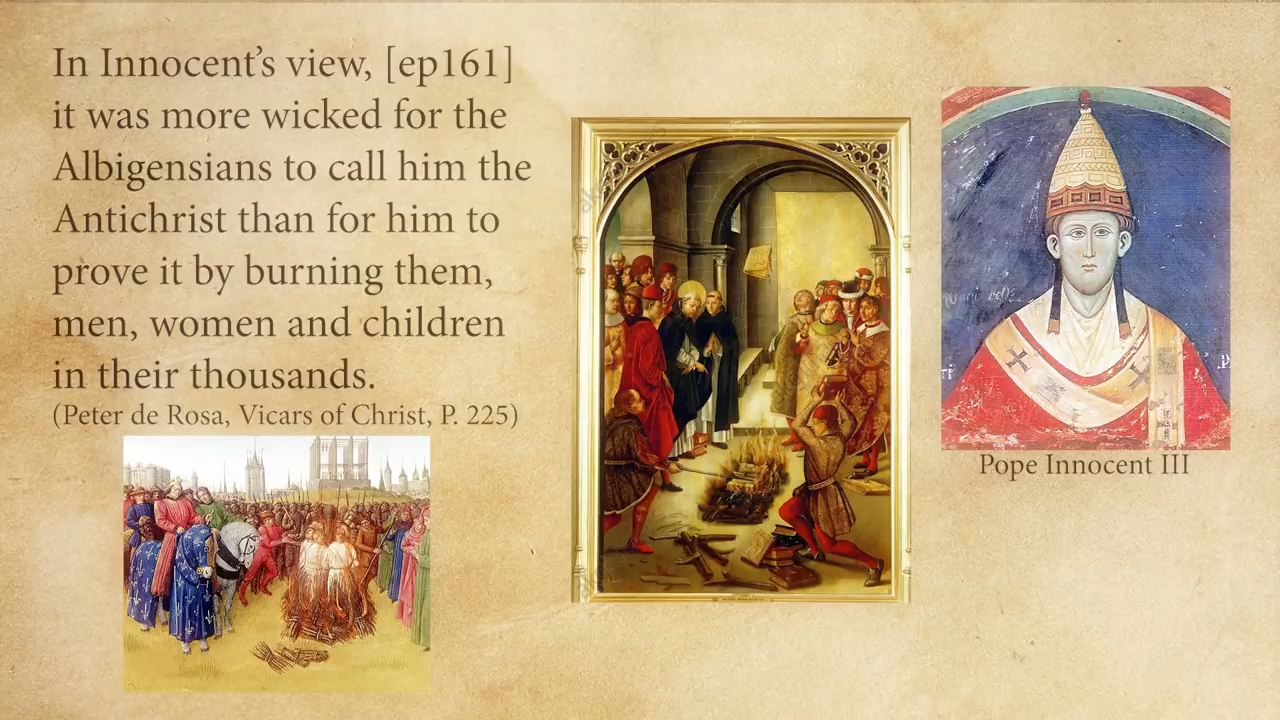 In Innocent's view, [ep161]
it was more wicked for the
Albigensians to call him the
Antichrist than for him to
prove it by burning them,
men, women and children
in their thousands.
(Peter de Rosa, Vicars of Christ, P. 225)
Pope Innocent III